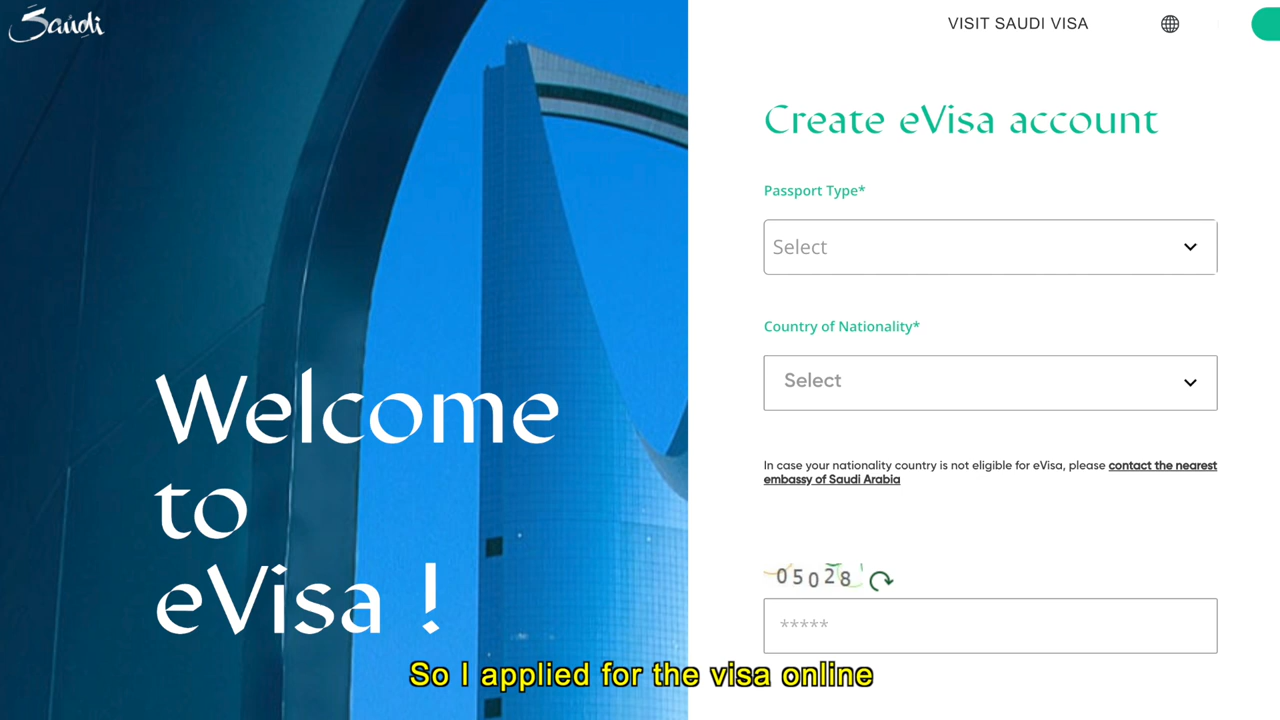 Saudi
VISIT SAUDI VISA
Create eVisa account
Passport Type*
Select
Country of Nationality*
Select
In case your nationality country is not eligible for eVisa, please contact the nearest
embassy of Saudi Arabia
05028
*****
Welcome
to
eVisa !
So I applied for the visa online